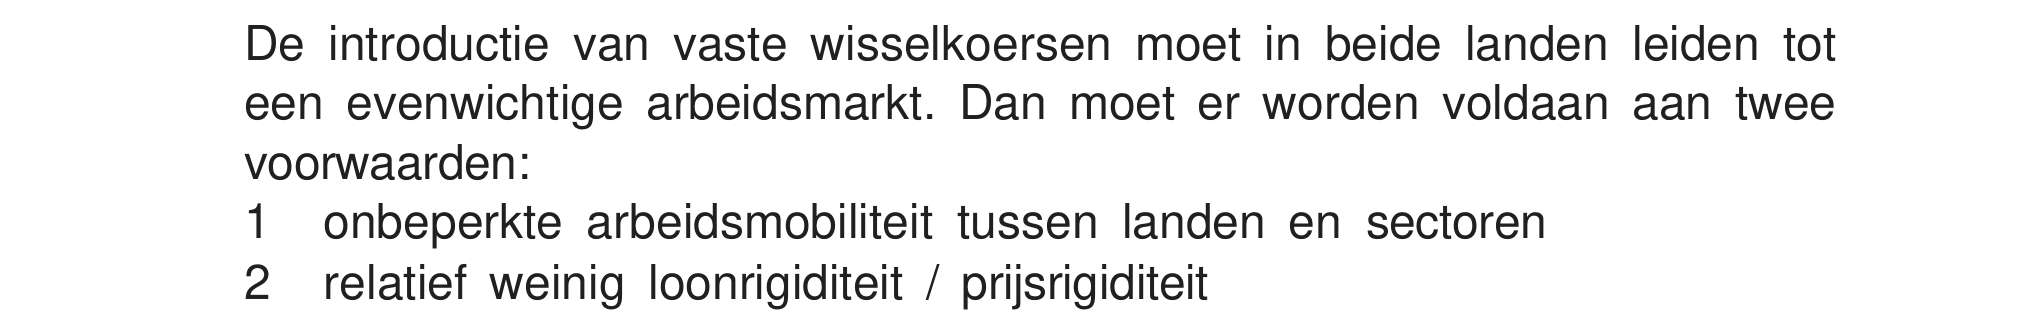 De introductie van vaste wisselkoersen moet in beide landen leiden tot
een evenwichtige arbeidsmarkt. Dan moet er worden voldaan aan twee
voorwaarden:
1 onbeperkte arbeidsmobiliteit tussen landen en sectoren
2 relatief weinig loonrigiditeit / prijsrigiditeit